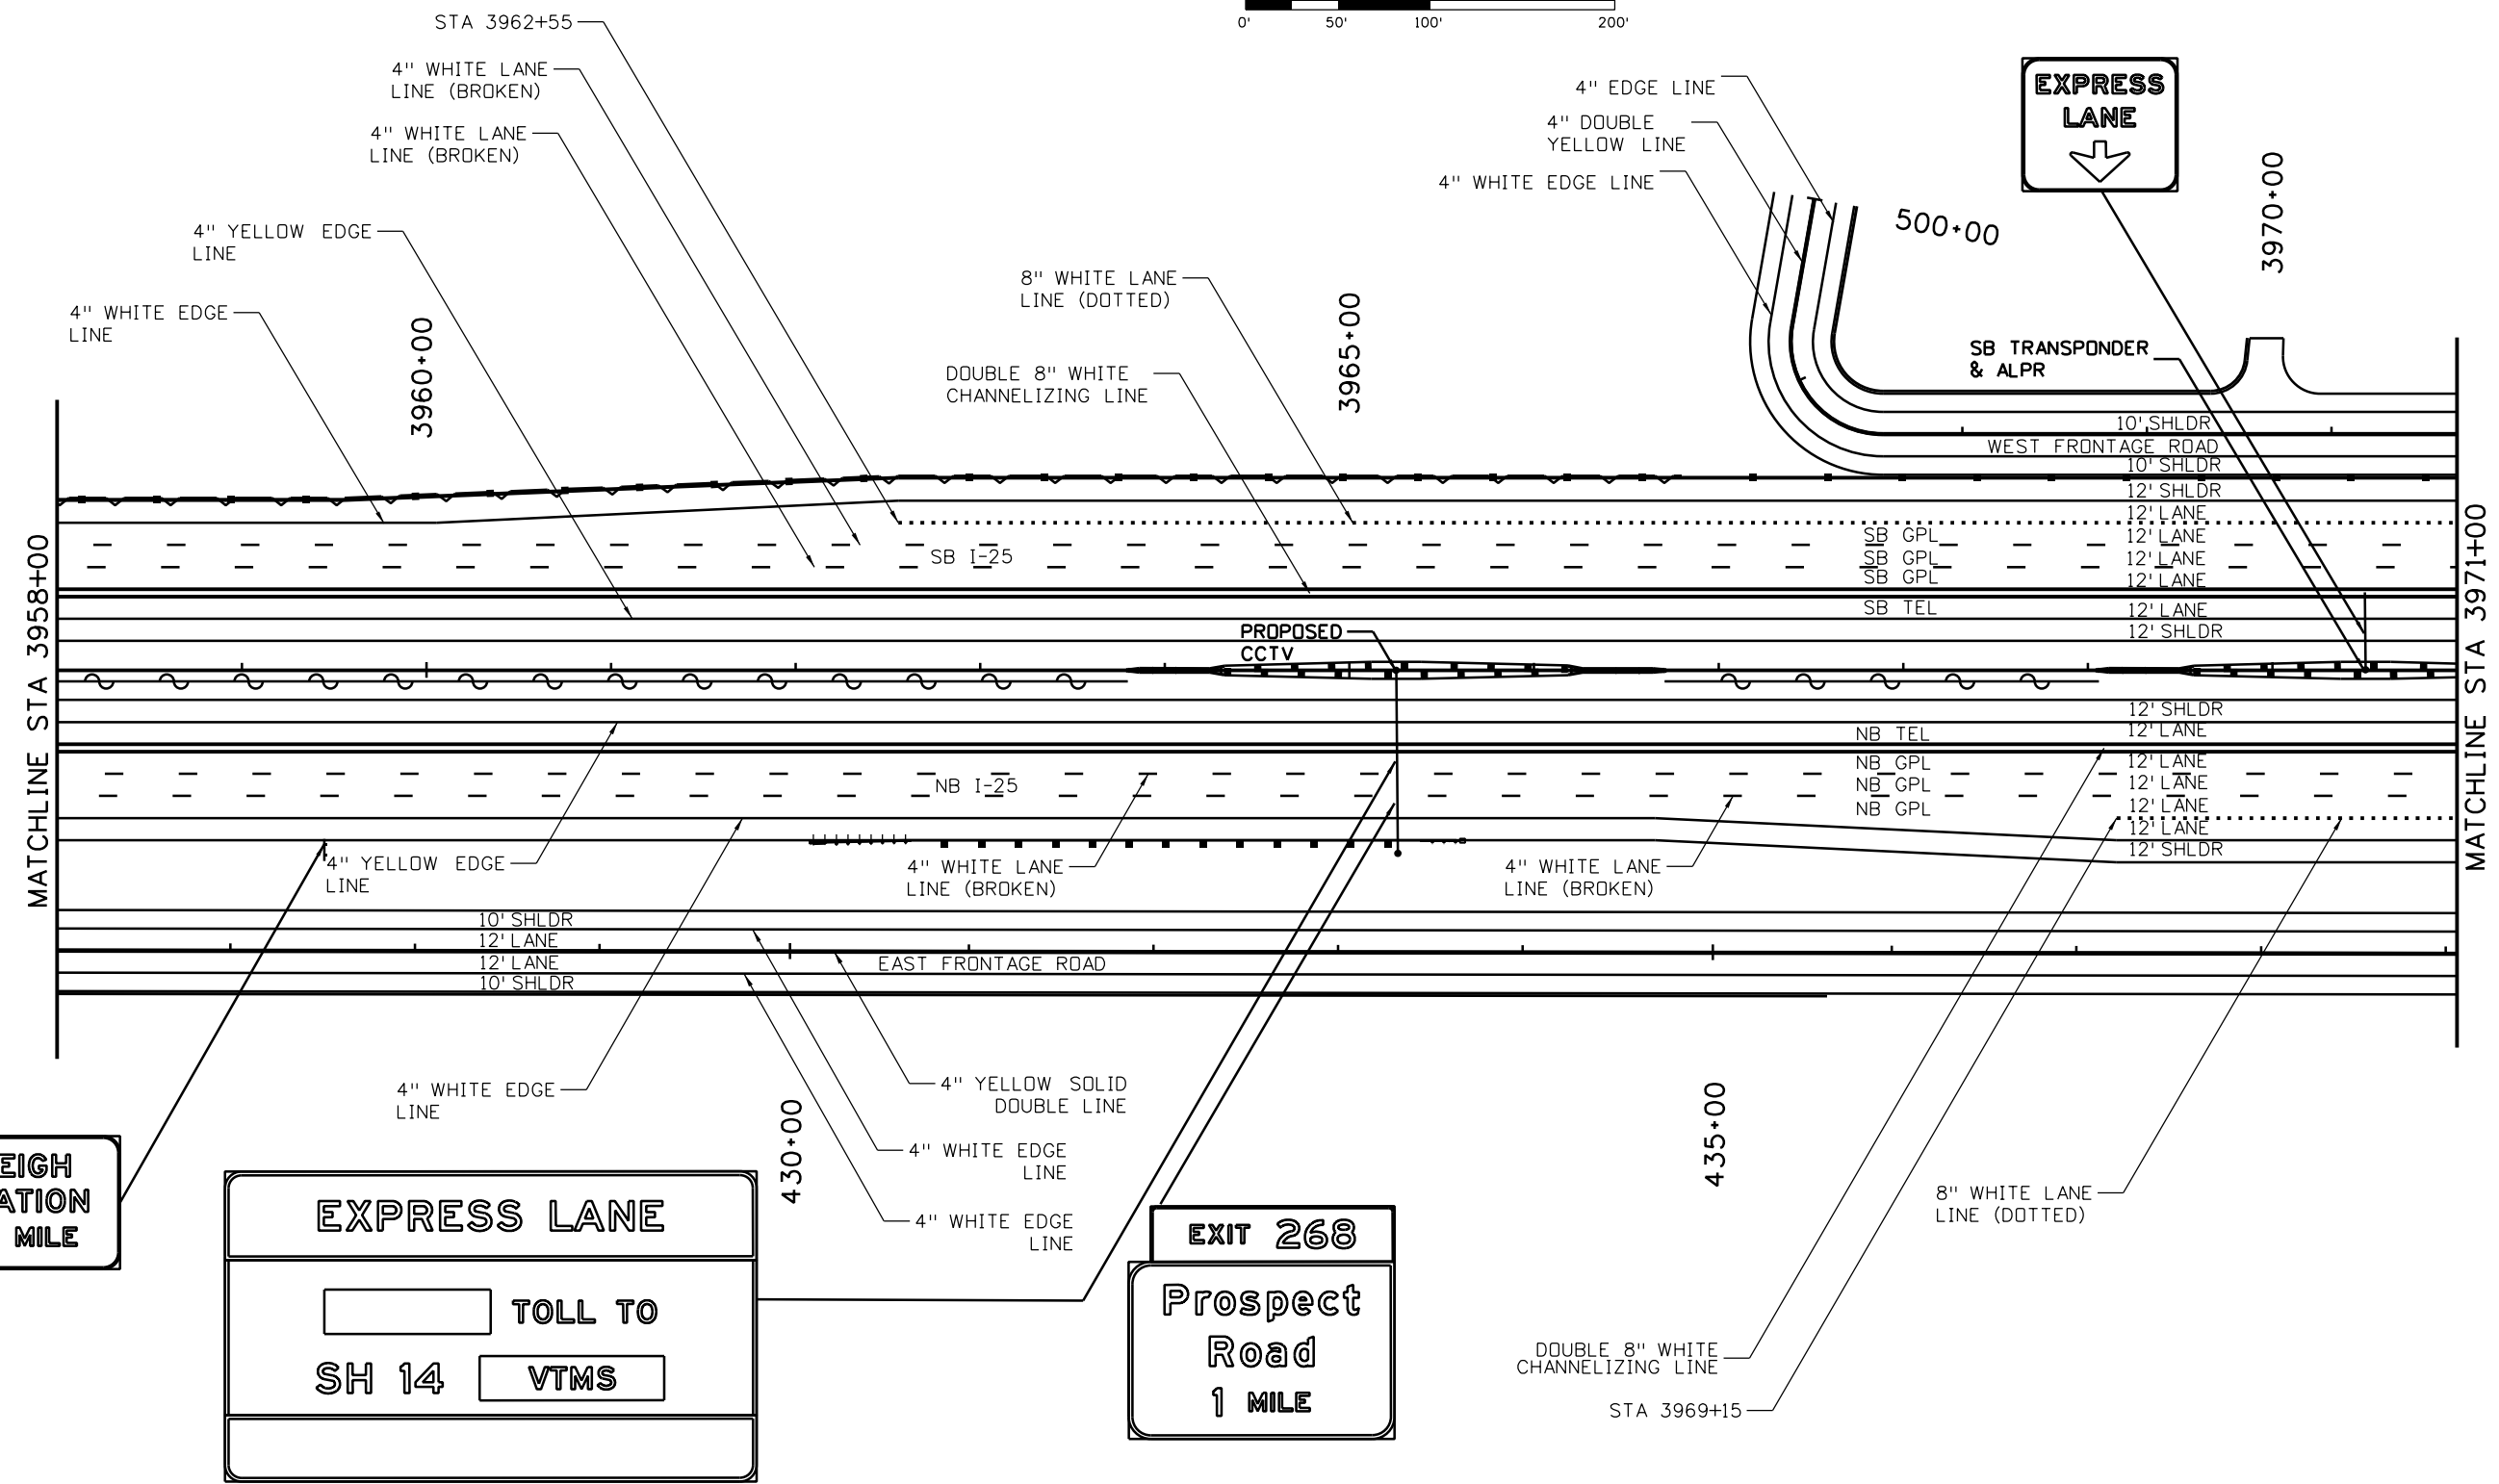 0' 50' 100' 200'
STA 3962+55
4" WHITE LANE
LINE (BROKEN)
4" WHITE LANE
LINE (BROKEN)
4" YELLOW EDGE
LINE
4" WHITE EDGE
LINE
3960+00
8" WHITE LANE
LINE (DOTTED)
DOUBLE 8" WHITE
CHANNELIZING LINE
3965+00
4" EDGE LINE
4" DOUBLE
YELLOW LINE
4" WHITE EDGE LINE
500+00
EXPRESS
LANE
3970+00
SB TRANSPONDER
& ALPR
10' SHLDR
WEST FRONTAGE ROAD
10' SHLDR
12' SHLDR
12' LANE
SB GPL 12' LANE
SB I-25 SB GPL 12' LANE
SB GPL 12' LANE
SB TEL 12' LANE
12' SHLDR
PROPOSED
CCTV
MATCHLINE STA 3958+00
MATCHLINE STA 3971+00
12' SHLDR
NB TEL 12' LANE
NB GPL 12' LANE
NB I-25 NB GPL 12' LANE
NB GPL 12' LANE
12' LANE
12' SHLDR
4" YELLOW EDGE
LINE
4" WHITE LANE
LINE (BROKEN)
4" WHITE LANE
LINE (BROKEN)
10' SHLDR
12' LANE
12' LANE
EAST FRONTAGE ROAD
10' SHLDR
4" WHITE EDGE
LINE
4" YELLOW SOLID
DOUBLE LINE
4" WHITE EDGE
LINE
4" WHITE EDGE
LINE
430+00
435+00
8" WHITE LANE
LINE (DOTTED)
EIGH
ATION
MILE
EXPRESS LANE
TOLL TO
SH 14 VTMS
EXIT 268
Prospect
Road
1 MILE
DOUBLE 8" WHITE
CHANNELIZING LINE
STA 3969+15